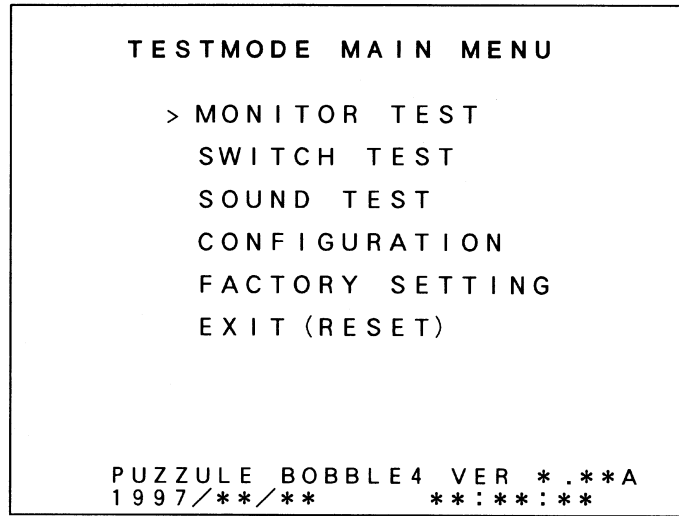 TESTMODE MAIN MENU
> MONITOR TEST
SWITCH TEST
SOUND TEST
CONFIGURATION
FACTORY SETTING
EXIT (RESET)
PUZZULE BOBBLE4 VER *.**A
1997/**/** **:**:**